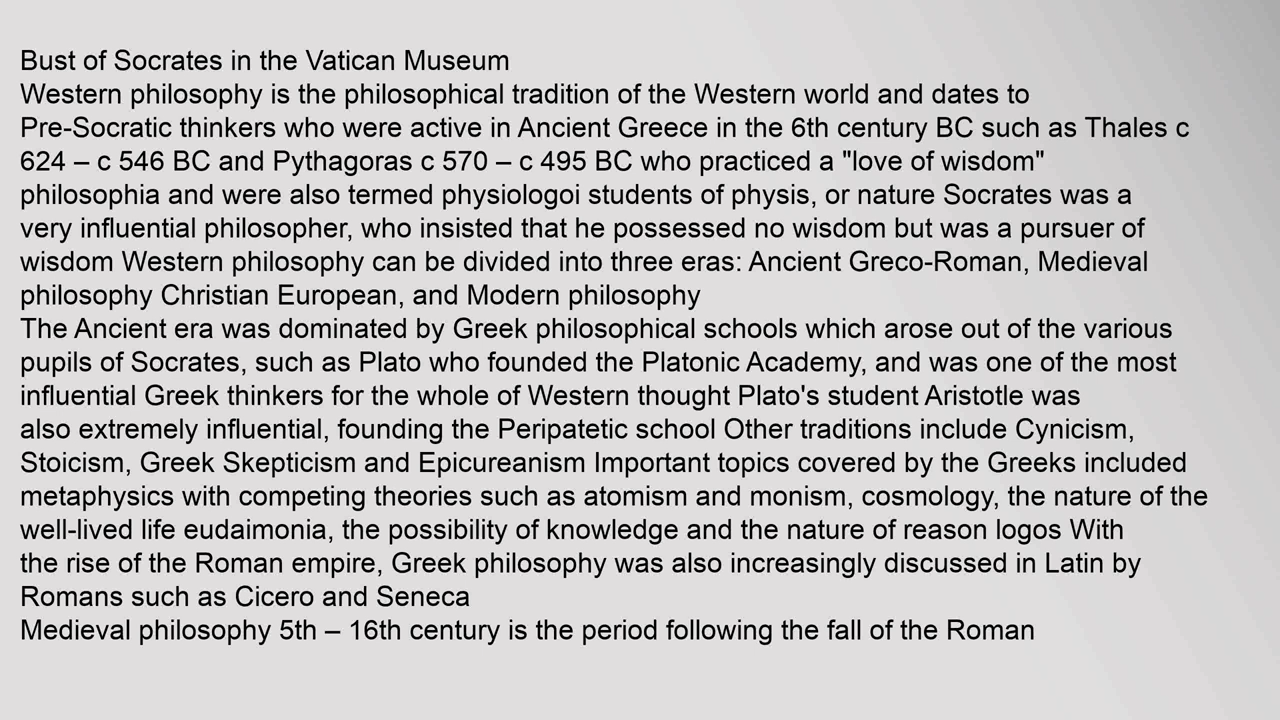 Bust of Socrates in the Vatican Museum
Western philosophy is the philosophical tradition of the Western world and dates to
Pre-Socratic thinkers who were active in Ancient Greece in the 6th century BC such as Thales c
624 – c 546 BC and Pythagoras c 570 – c 495 BC who practiced a "love of wisdom"
philosophia and were also termed physiologoi students of physis, or nature Socrates was a
very influential philosopher, who insisted that he possessed no wisdom but was a pursuer of
wisdom Western philosophy can be divided into three eras: Ancient Greco-Roman, Medieval
philosophy Christian European, and Modern philosophy
The Ancient era was dominated by Greek philosophical schools which arose out of the various
pupils of Socrates, such as Plato who founded the Platonic Academy, and was one of the most
influential Greek thinkers for the whole of Western thought Plato's student Aristotle was
also extremely influential, founding the Peripatetic school Other traditions include Cynicism,
Stoicism, Greek Skepticism and Epicureanism Important topics covered by the Greeks included
metaphysics with competing theories such as atomism and monism, cosmology, the nature of the
well-lived life eudaimonia, the possibility of knowledge and the nature of reason logos With
the rise of the Roman empire, Greek philosophy was also increasingly discussed in Latin by
Romans such as Cicero and Seneca
Medieval philosophy 5th – 16th century is the period following the fall of the Roman